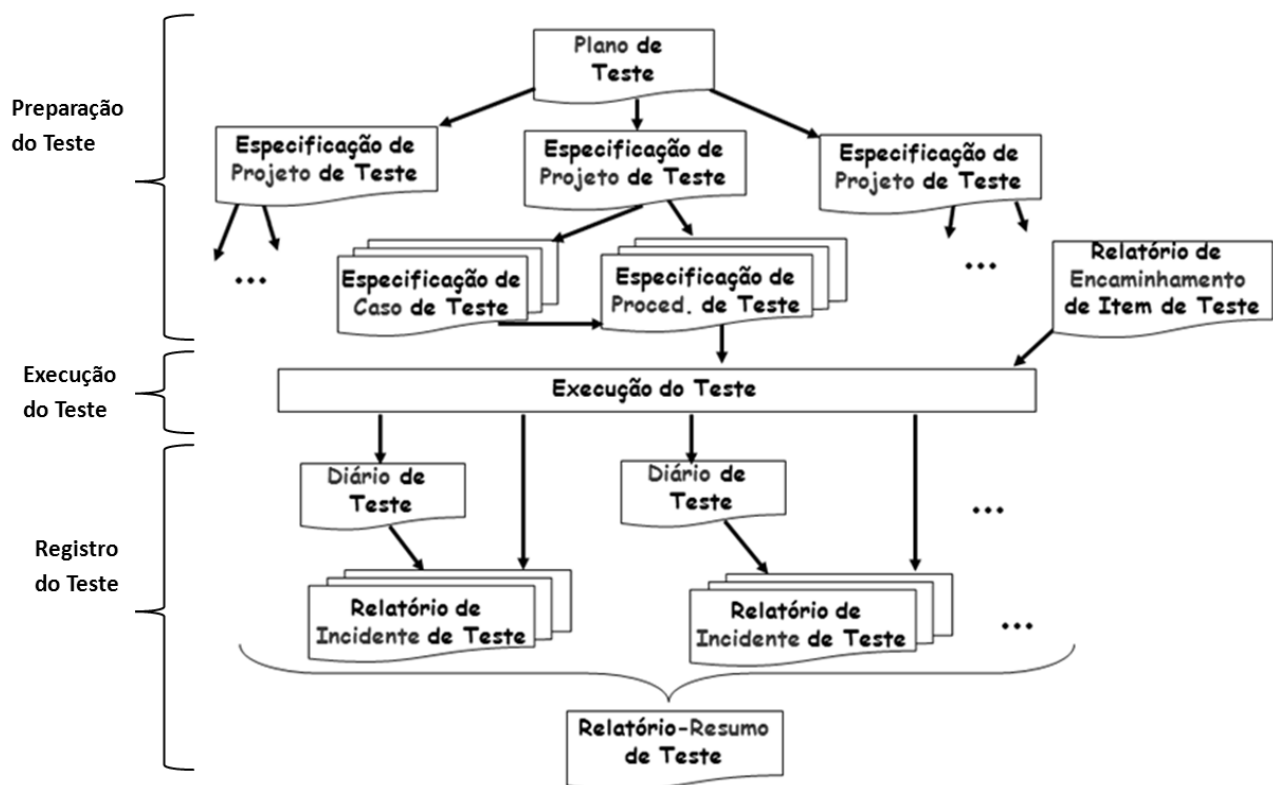 Preparação
do Teste
Plano de
Teste
Especificação de
Projeto de Teste
Especificação de
Projeto de Teste
Especificação de
Projeto de Teste
...
Especificação de
Caso de Teste
Especificação de
Proced. de Teste
...
Relatório de
Encaminhamento
de Item de Teste
Execução
do Teste
Execução do Teste
Registro
do Teste
Diário de
Teste
Diário de
Teste
...
Relatório de
Incidente de Teste
Relatório de
Incidente de Teste
...
Relatório-Resumo
de Teste